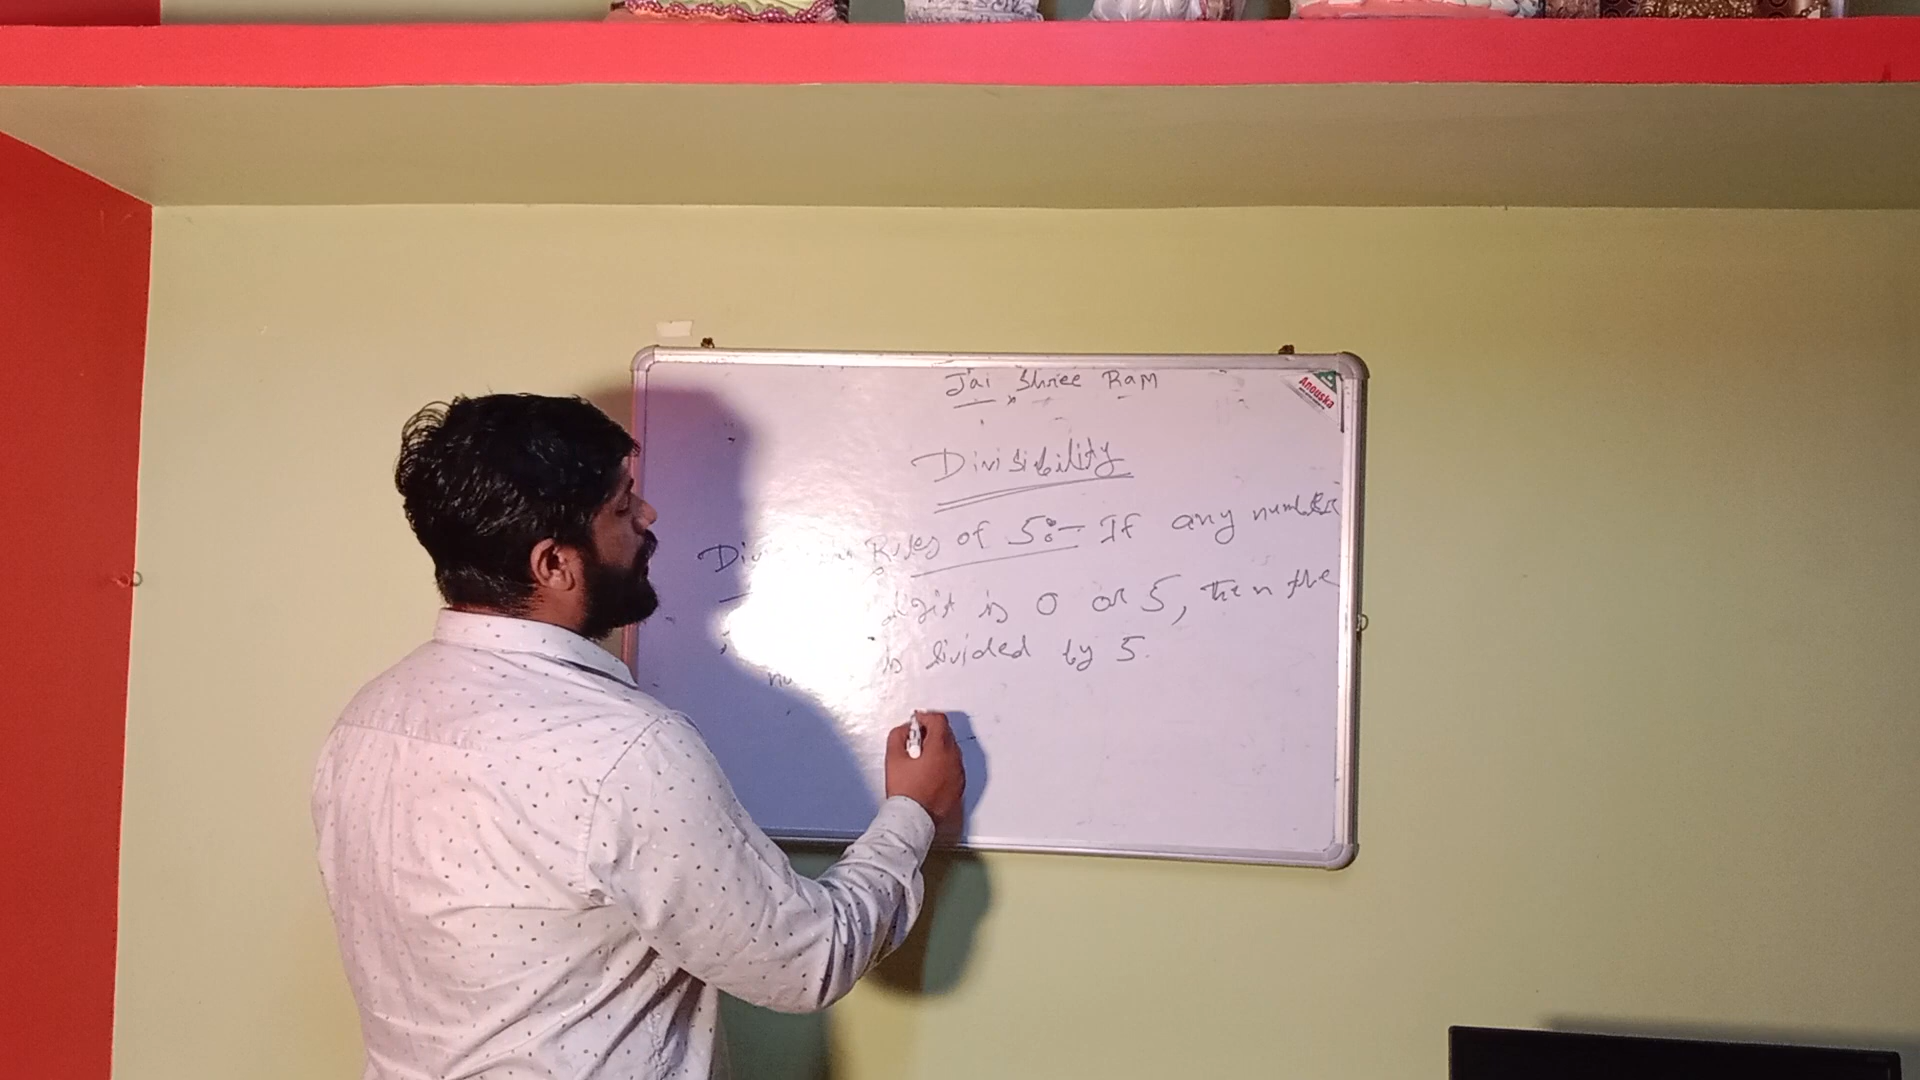 Jai Shree Ram
Anouska
Divisibility
Rules of 5:- If any number
digit is 0 or 5, then the
is divided by 5.